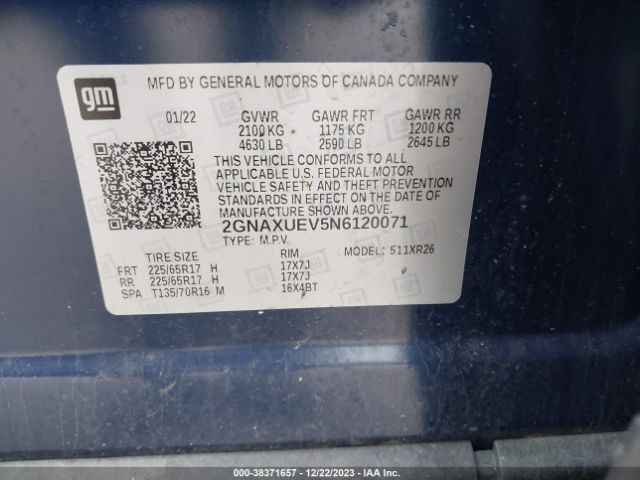 gm
MFD BY GENERAL MOTORS OF CANADA COMPANY
01/22 GVWR GAWR FRT GAWR RR
2100 KG 1175 KG 1200 KG
4630 LB 2590 LB 2645 LB
THIS VEHICLE CONFORMS TO ALL
APPLICABLE U.S. FEDERAL MOTOR
VEHICLE SAFETY AND THEFT PREVENTION
STANDARDS IN EFFECT ON THE DATE OF
MANUFACTURE SHOWN ABOVE.
2GNAXUEV5N6120071
TYPE: M.P.V. MODEL: 511XR26
TIRE SIZE RIM
FRT 225/65R17 H 17X7J
RR 225/65R17 H 17X7J
SPA T135/70R16 M 16X4BT
000-38371657 - 12/22/2023 - IAA Inc.